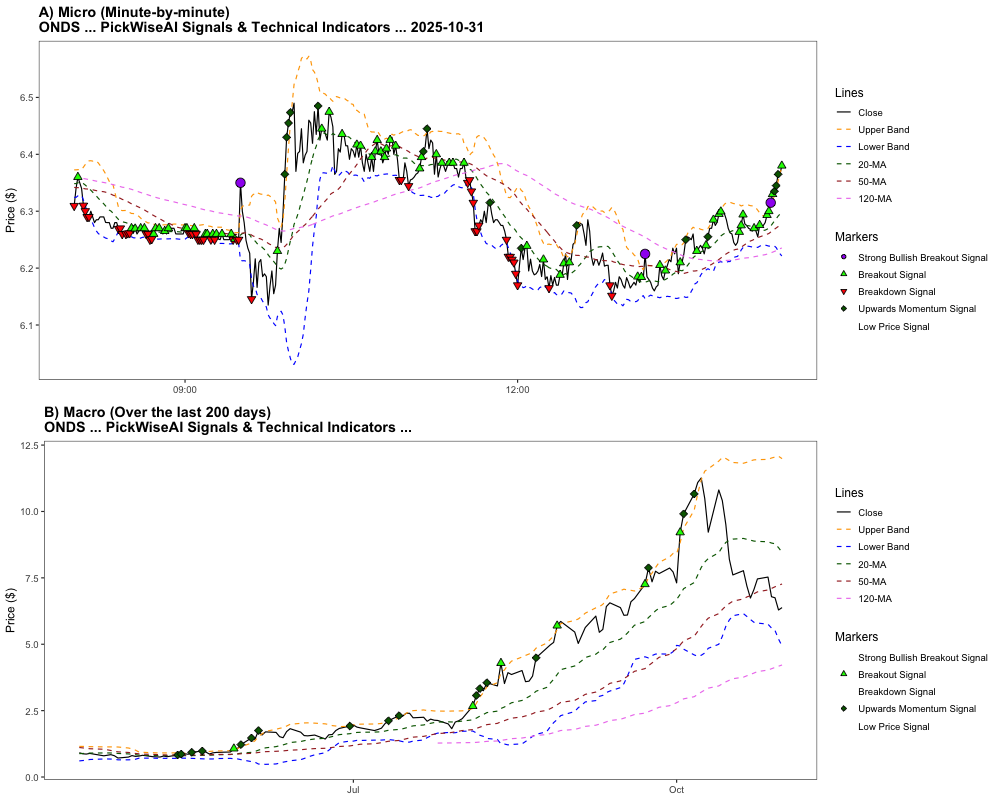 A) Micro (Minute-by-minute)
ONDS ... PickWiseAI Signals & Technical Indicators ... 2025-10-31
Price ($)
6.5
6.4
6.3
6.2
6.1
09:00
12:00
Lines
Close
Upper Band
Lower Band
20-MA
50-MA
120-MA
Markers
Strong Bullish Breakout Signal
Breakout Signal
Breakdown Signal
Upwards Momentum Signal
Low Price Signal
B) Macro (Over the last 200 days)
ONDS ... PickWiseAI Signals & Technical Indicators ...
Price ($)
12.5
10.0
7.5
5.0
2.5
0.0
Jul
Oct
Lines
Close
Upper Band
Lower Band
20-MA
50-MA
120-MA
Markers
Strong Bullish Breakout Signal
Breakout Signal
Breakdown Signal
Upwards Momentum Signal
Low Price Signal